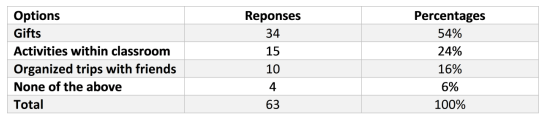 Options Reponses Percentages
Gifts 34 54%
Activities within classroom 15 24%
Organized trips with friends 10 16%
None of the above 4 6%
Total 63 100%